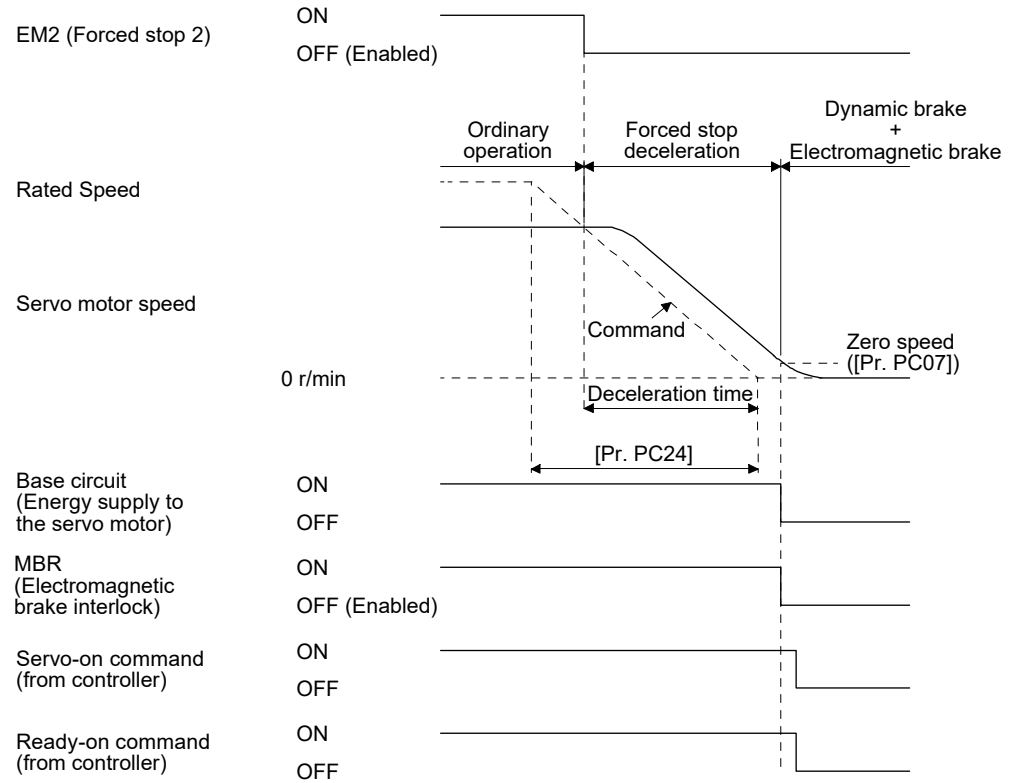 ON
EM2 (Forced stop 2)
OFF (Enabled)
Ordinary
operation
Forced stop
deceleration
Dynamic brake
+
Electromagnetic brake
Rated Speed
Servo motor speed
Command
Zero speed
([Pr. PC07])
0 r/min
Deceleration time
[Pr. PC24]
Base circuit
(Energy supply to
the servo motor)
ON
OFF
MBR
(Electromagnetic
brake interlock)
ON
OFF (Enabled)
Servo-on command
(from controller)
ON
OFF
Ready-on command
(from controller)
ON
OFF